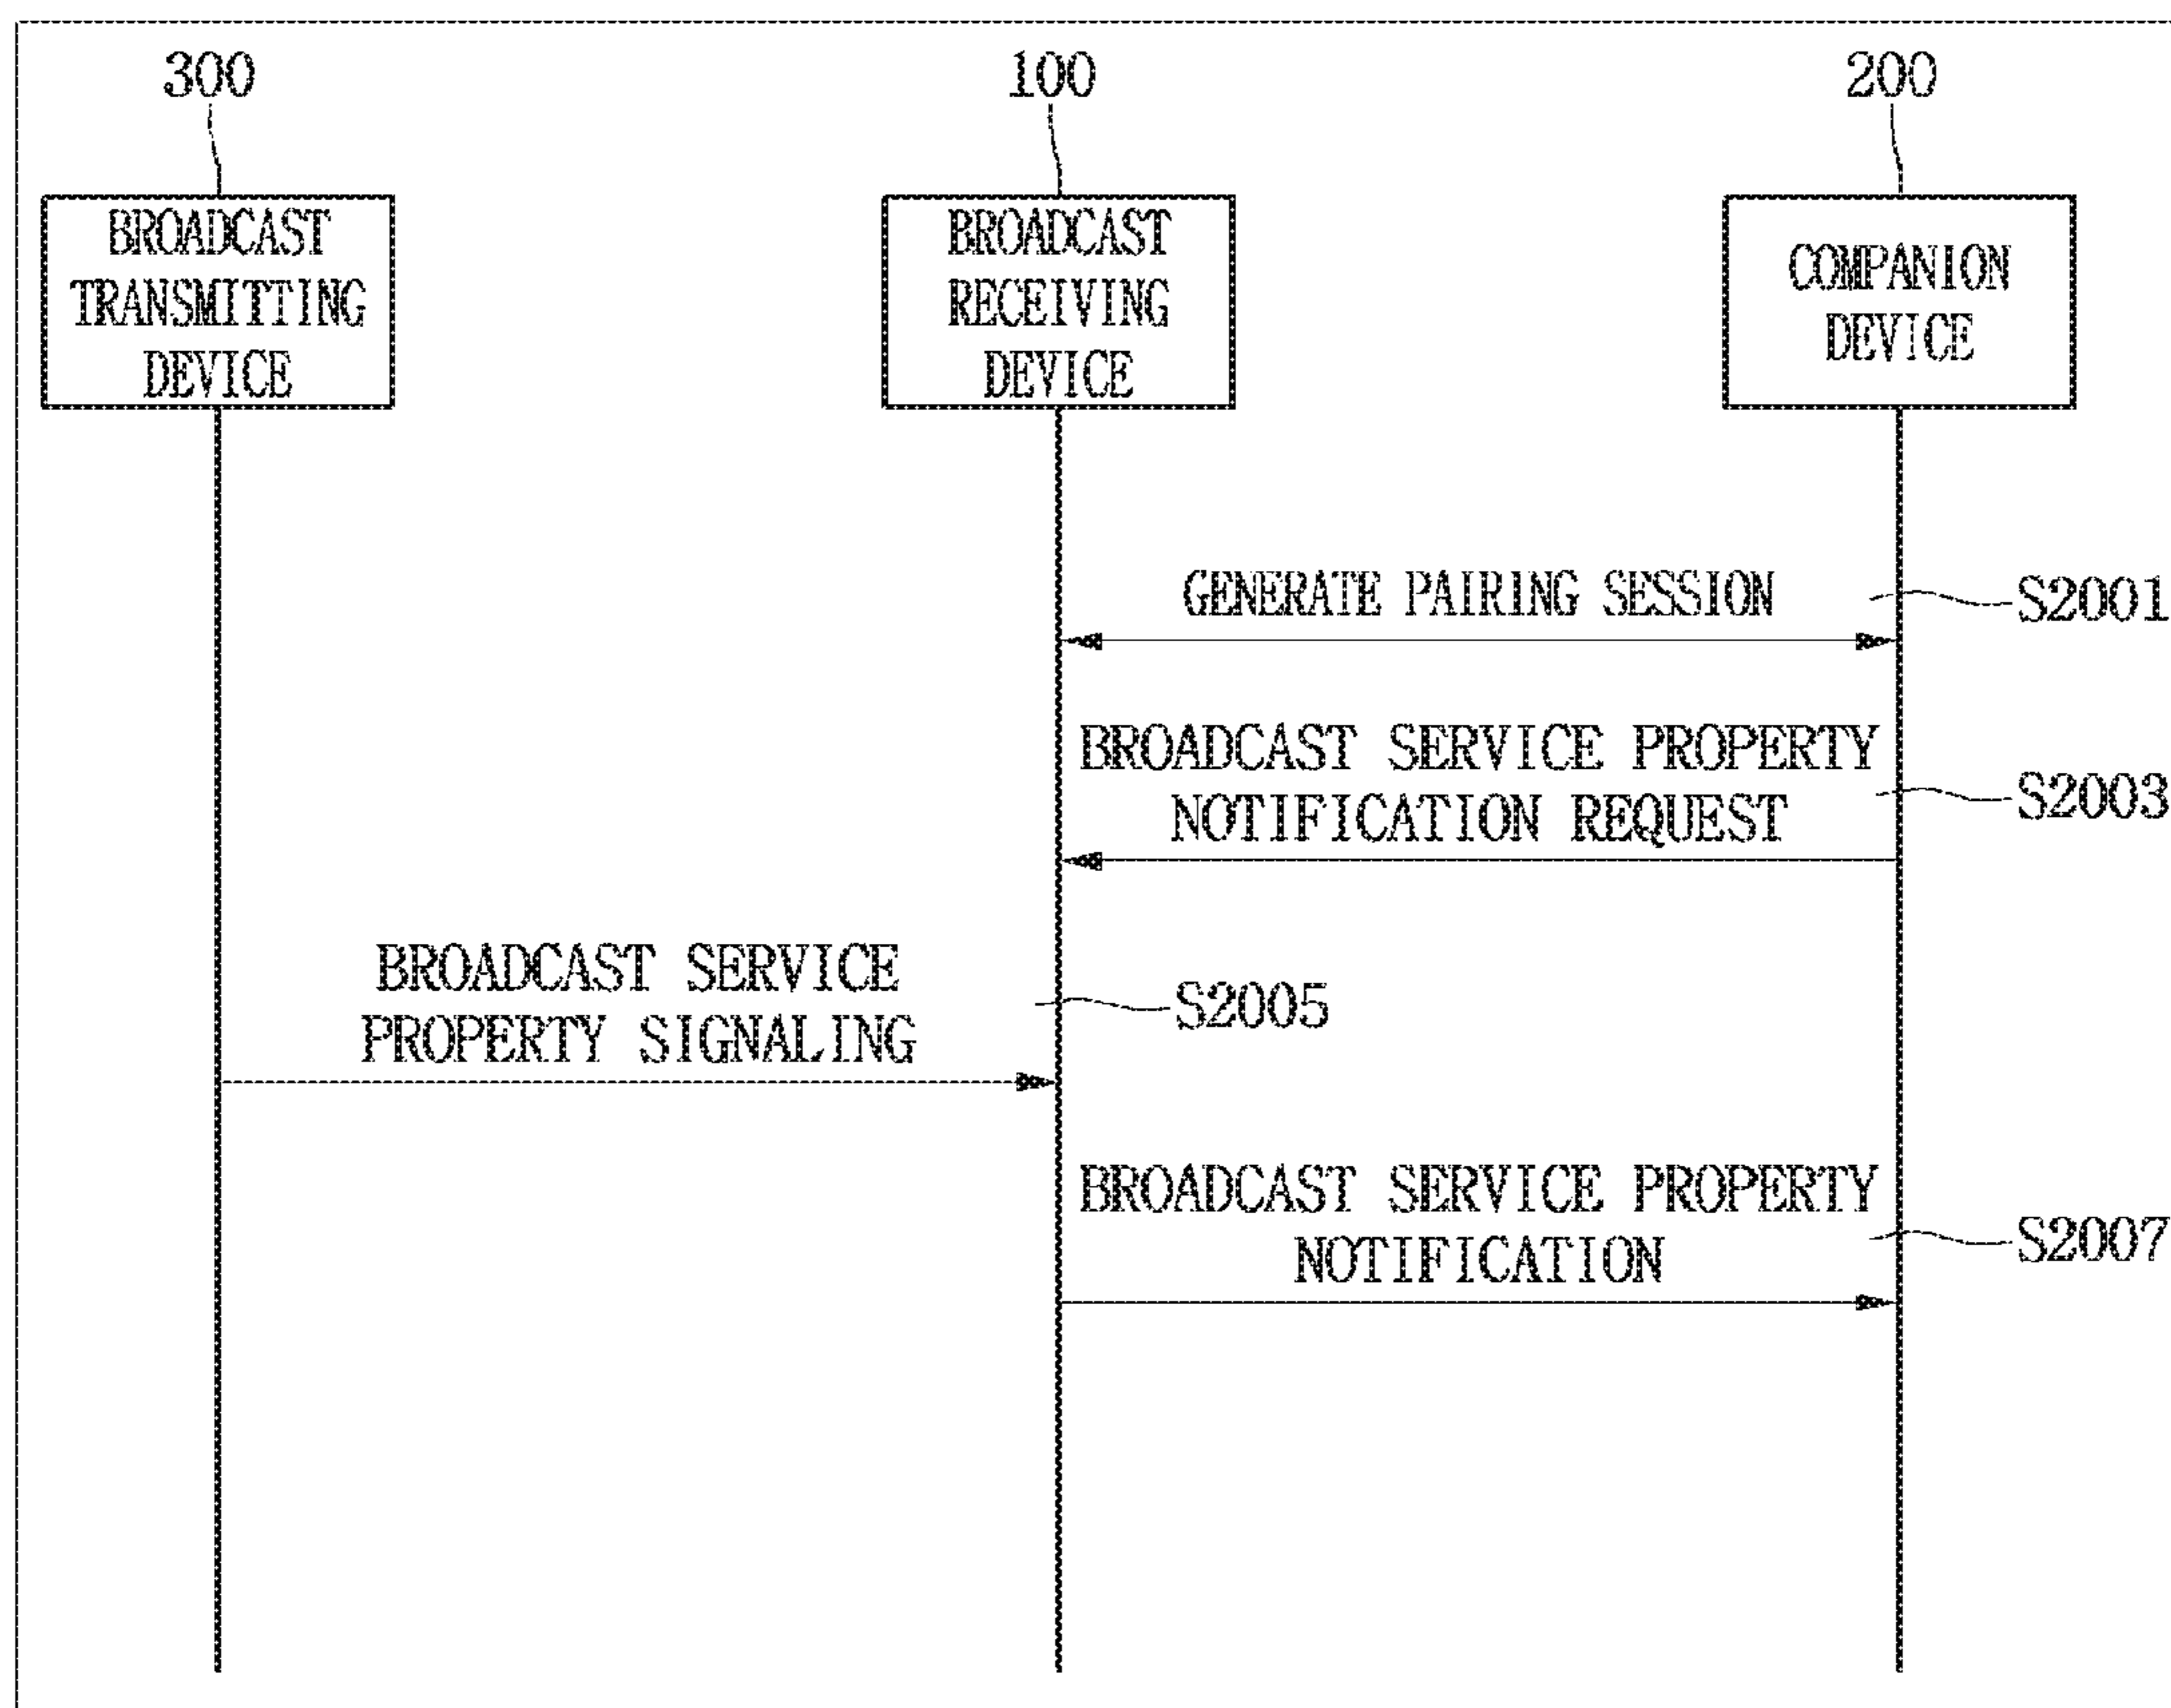 300
100
200
BROADCAST
TRANSMITTING
DEVICE
BROADCAST
RECEIVING
DEVICE
COMPANION
DEVICE
GENERATE PAIRING SESSION
S2001
BROADCAST SERVICE PROPERTY
NOTIFICATION REQUEST
S2003
BROADCAST SERVICE
PROPERTY SIGNALING
S2005
BROADCAST SERVICE PROPERTY
NOTIFICATION
S2007